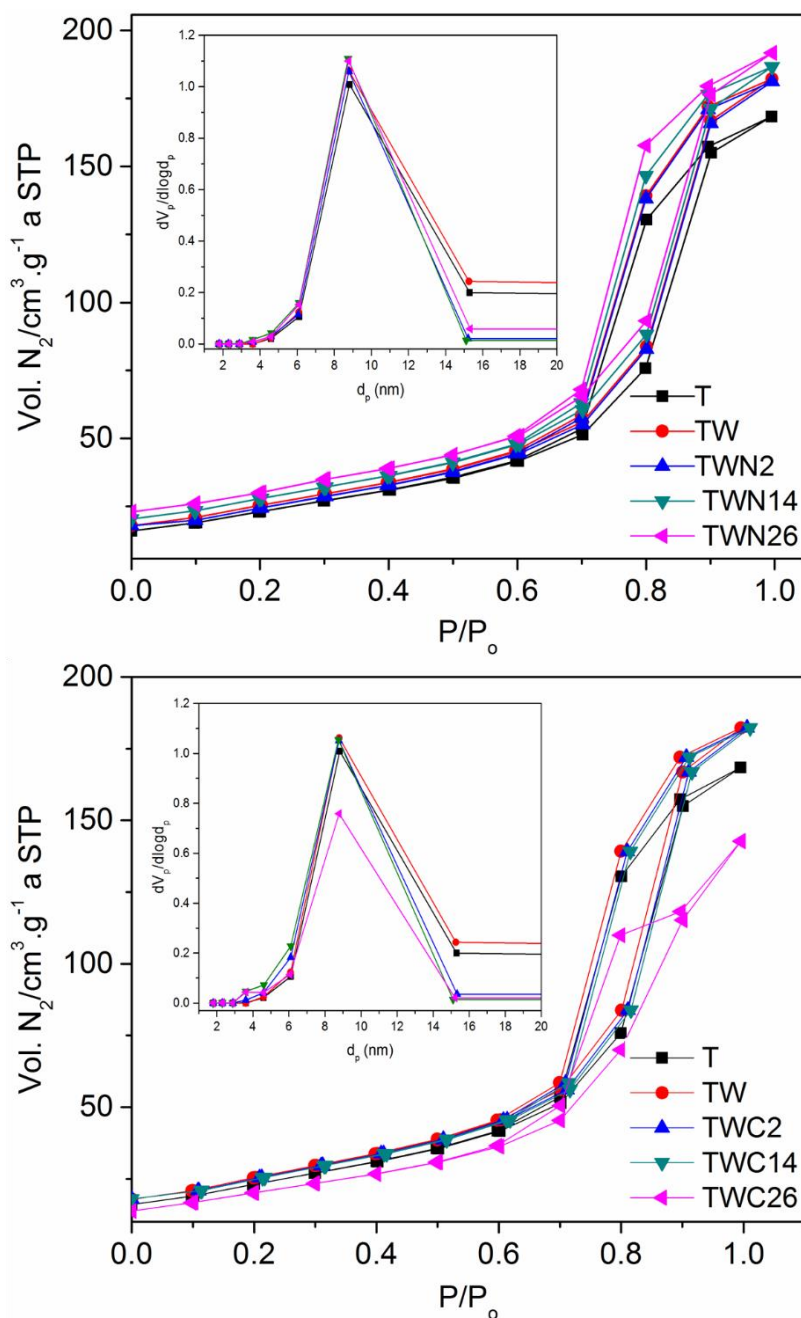 200
150
100
50
Vol. N2/cm3.g-1 a STP
1.2
1.0
0.8
0.6
0.4
0.2
0.0
dVp/dlogdp
2 4 6 8 10 12 14 16 18 20
dp (nm)
T
TW
TWN2
TWN14
TWN26
0.0 0.2 0.4 0.6 0.8 1.0
P/Po
200
150
100
50
Vol. N2/cm3.g-1 a STP
1.2
1.0
0.8
0.6
0.4
0.2
0.0
dVp/dlogdp
2 4 6 8 10 12 14 16 18 20
dp (nm)
T
TW
TWC2
TWC14
TWC26
0.0 0.2 0.4 0.6 0.8 1.0
P/Po